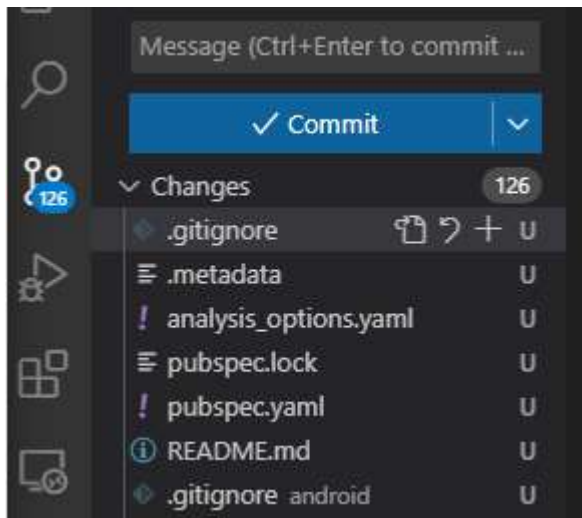 Message (Ctrl+Enter to commit ...
Commit
126
Changes 126
.gitignore U
.metadata U
! analysis_options.yaml U
pubspec.lock U
! pubspec.yaml U
README.md U
.gitignore android U